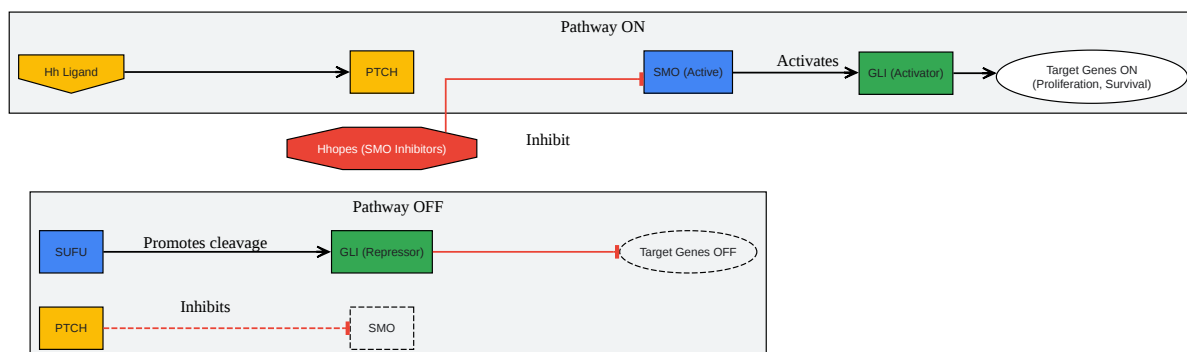 Pathway ON
Hh Ligand
PTCH
SMO (Active)
Activates
GLI (Activator)
Target Genes ON
(Proliferation, Survival)
Hhopes (SMO Inhibitors)
Inhibit
Pathway OFF
SUFU
Promotes cleavage
GLI (Repressor)
Target Genes OFF
PTCH
Inhibits
SMO